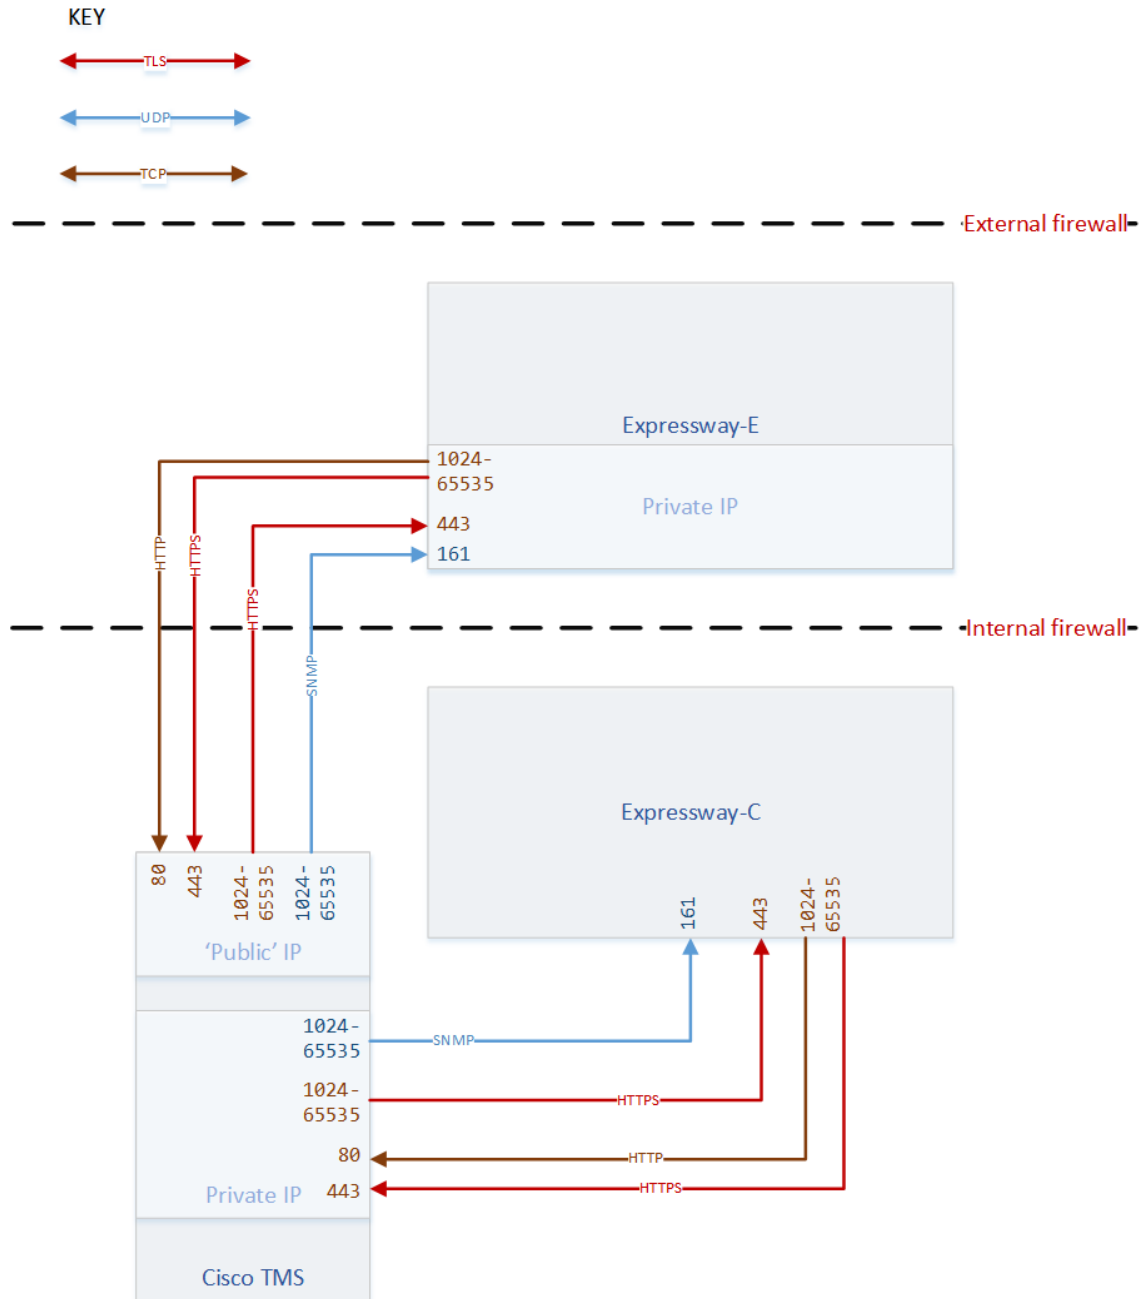 KEY
TLS
UDP
TCP
External firewall
Expressway-E
1024-
65535
Private IP
443
161
HTTP
HTTPS
HTTPS
Internal firewall
SNMP
Expressway-C
80
443
1024-
65535
1024-
65535
161
443
1024-
65535
'Public' IP
1024-
65535
SNMP
1024-
65535
HTTPS
80
HTTP
Private IP
443
HTTPS
Cisco TMS